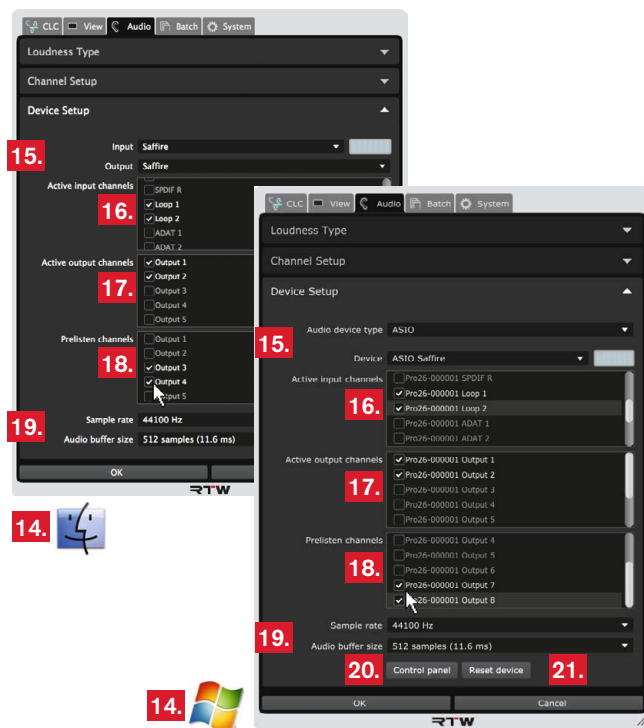 CLC View Audio Batch System
Loudness Type
Channel Setup
Device Setup
15.
Input Saffire
Output Saffire
Active input channels
16.
SPDIF R
Loop 1
Loop 2
ADAT 1
ADAT 2
Active output channels
17.
Output 1
Output 2
Output 3
Output 4
Output 5
Prelisten channels
18.
Output 1
Output 2
Output 3
Output 4
Output 5
19.
Sample rate 44100 Hz
Audio buffer size 512 samples (11.6 ms)
OK
RTW
14.
CLC View Audio Batch System
Loudness Type
Channel Setup
Device Setup
15.
Audio device type ASIO
Device ASIO Saffire
Active input channels
16.
Pro26-000001 SPDIF R
Pro26-000001 Loop 1
Pro26-000001 Loop 2
Pro26-000001 ADAT 1
Pro26-000001 ADAT 2
Active output channels
17.
Pro26-000001 Output 1
Pro26-000001 Output 2
Pro26-000001 Output 3
Pro26-000001 Output 4
Pro26-000001 Output 5
Prelisten channels
18.
Pro26-000001 Output 4
Pro26-000001 Output 5
Pro26-000001 Output 6
Pro26-000001 Output 7
Pro26-000001 Output 8
19.
Sample rate 44100 Hz
Audio buffer size 512 samples (11.6 ms)
20. Control panel Reset device 21.
OK Cancel
RTW
14.